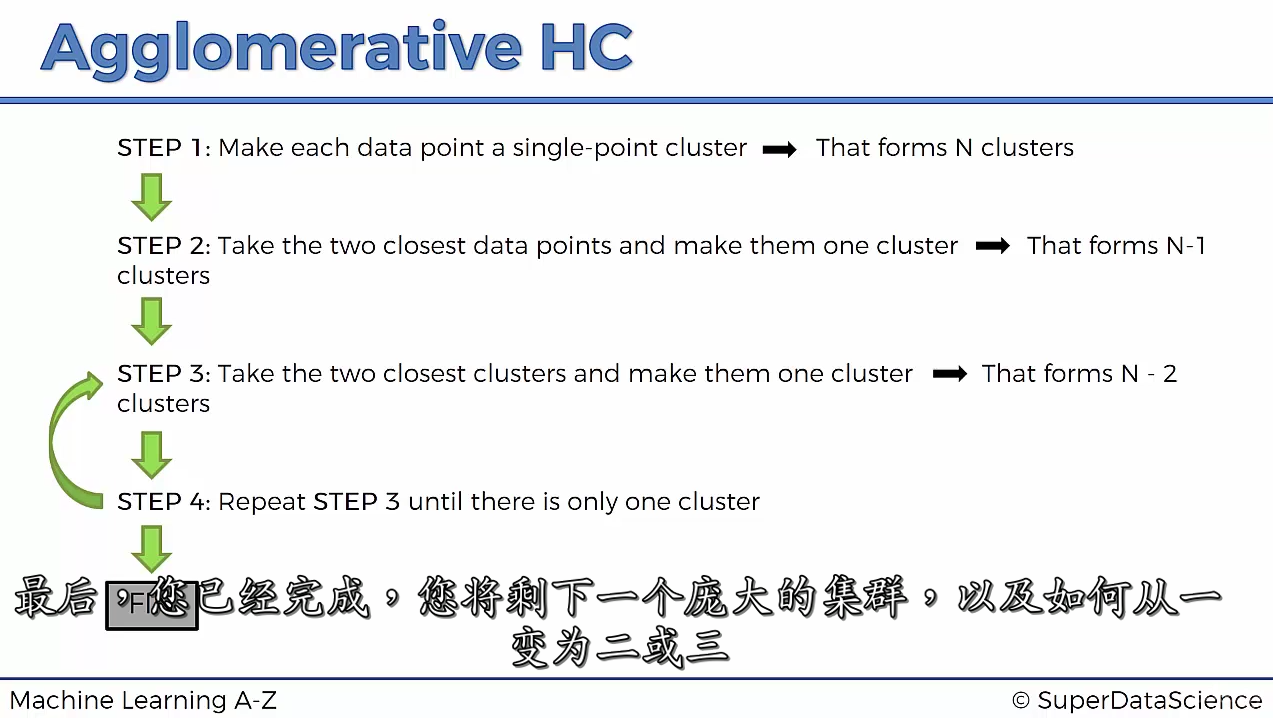 Agglomerative HC
STEP 1: Make each data point a single-point cluster ➡ That forms N clusters
STEP 2: Take the two closest data points and make them one cluster ➡ That forms N-1
clusters
STEP 3: Take the two closest clusters and make them one cluster ➡ That forms N - 2
clusters
STEP 4: Repeat STEP 3 until there is only one cluster
最后，您已经完成，您将剩下一个庞大的集群，以及如何从一
变为二或三
Machine Learning A-Z
© SuperDataScience